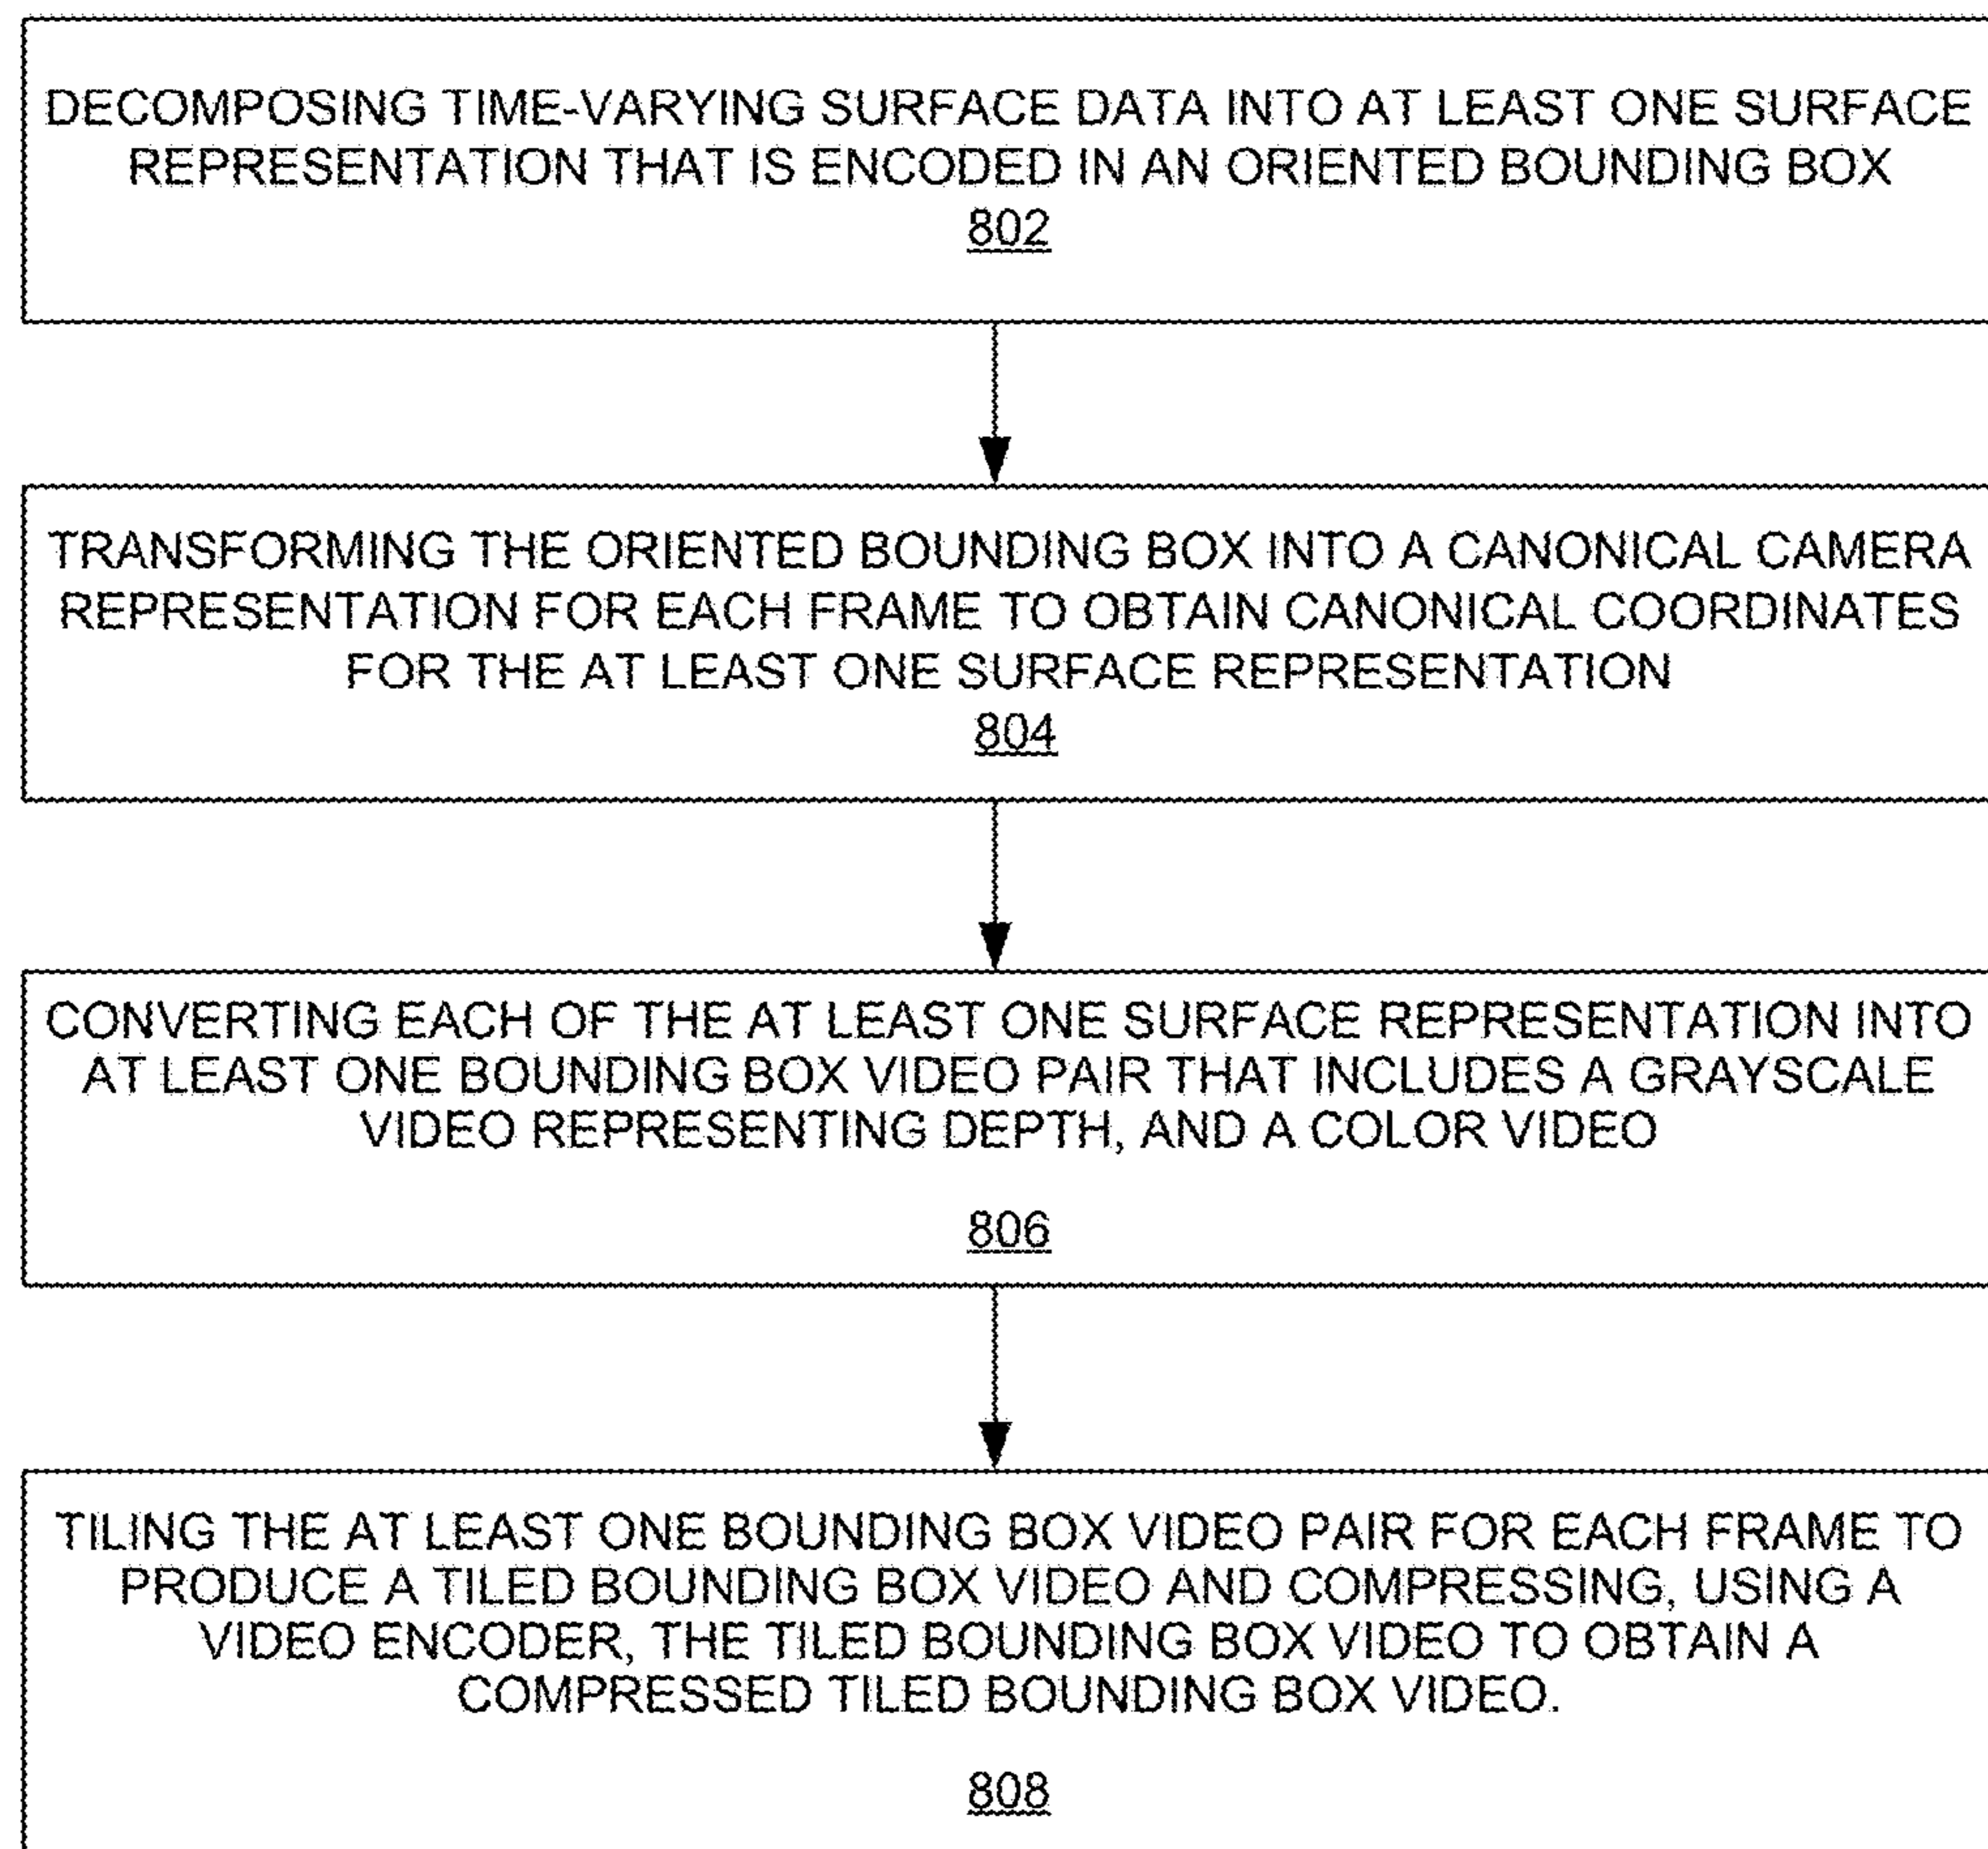 DECOMPOSING TIME-VARYING SURFACE DATA INTO AT LEAST ONE SURFACE
REPRESENTATION THAT IS ENCODED IN AN ORIENTED BOUNDING BOX
802
TRANSFORMING THE ORIENTED BOUNDING BOX INTO A CANONICAL CAMERA
REPRESENTATION FOR EACH FRAME TO OBTAIN CANONICAL COORDINATES
FOR THE AT LEAST ONE SURFACE REPRESENTATION
804
CONVERTING EACH OF THE AT LEAST ONE SURFACE REPRESENTATION INTO
AT LEAST ONE BOUNDING BOX VIDEO PAIR THAT INCLUDES A GRAYSCALE
VIDEO REPRESENTING DEPTH, AND A COLOR VIDEO
806
TILING THE AT LEAST ONE BOUNDING BOX VIDEO PAIR FOR EACH FRAME TO
PRODUCE A TILED BOUNDING BOX VIDEO AND COMPRESSING, USING A
VIDEO ENCODER, THE TILED BOUNDING BOX VIDEO TO OBTAIN A
COMPRESSED TILED BOUNDING BOX VIDEO.
808